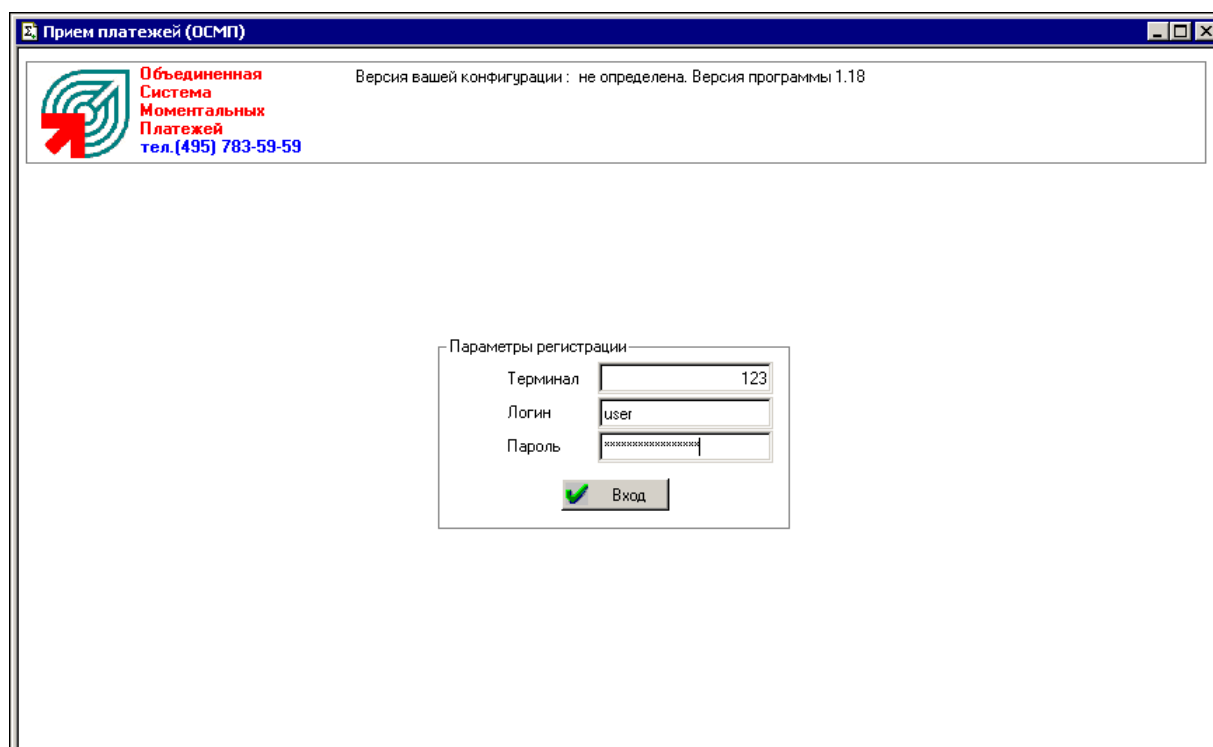 Прием платежей (ОСМП)
Объединенная
Система
Моментальных
Платежей
тел.(495) 783-59-59
Версия вашей конфигурации : не определена. Версия программы 1.18
Параметры регистрации
Терминал 123
Логин user
Пароль *****************
Вход